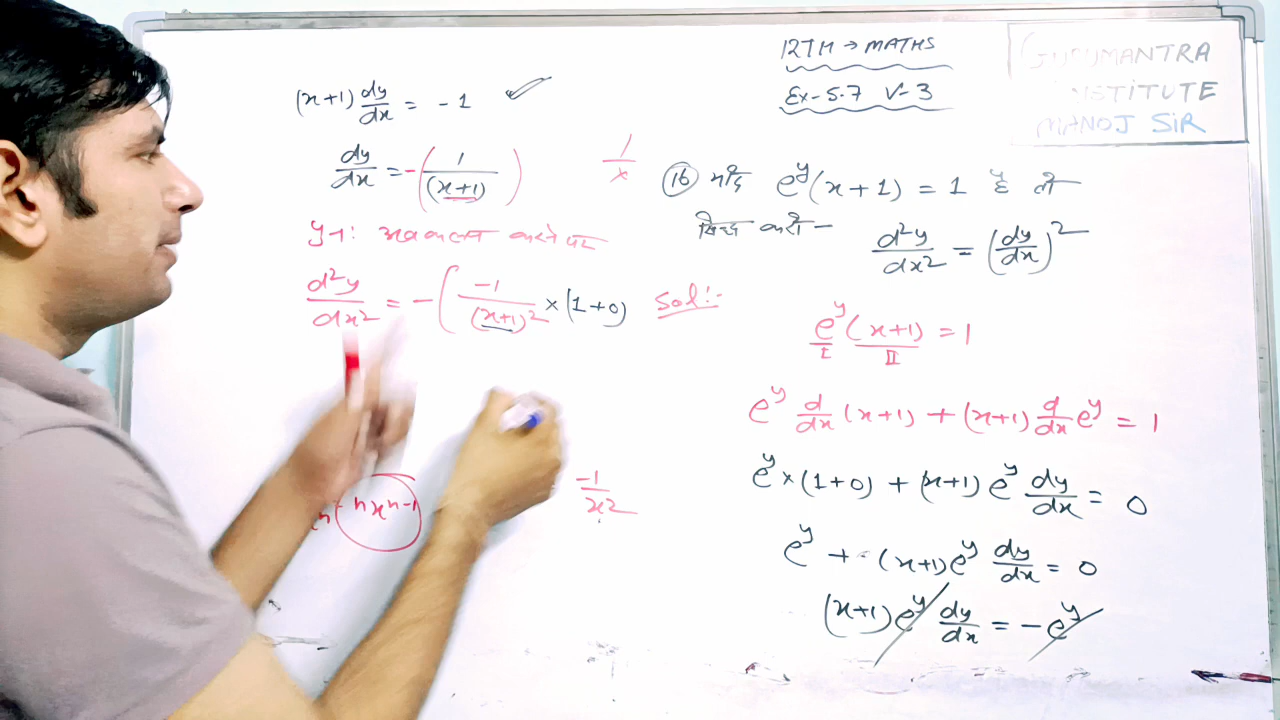 12TH → MATHS
Ex-5.7 V-3
GURUMANTRA
INSTITUTE
MANOJ SIR
(16) यदि e^y(x+1) = 1 है तो
सिद्ध करो- d²y/dx² = (dy/dx)²
Sol:-
e^y(x+1) = 1
I II
e^y d/dx (x+1) + (x+1) d/dx e^y = 1
e^y × (1+0) + (x+1) e^y dy/dx = 0
e^y + (x+1)e^y dy/dx = 0
(x+1)e^y dy/dx = -e^y
(x+1) dy/dx = -1 ✓
dy/dx = -(1/(x+1))
1/x
पुनः अवकलन करने पर
d²y/dx² = -(-1/(x+1)² × (1+0)
x^n = nx^(n-1)
-1/x²